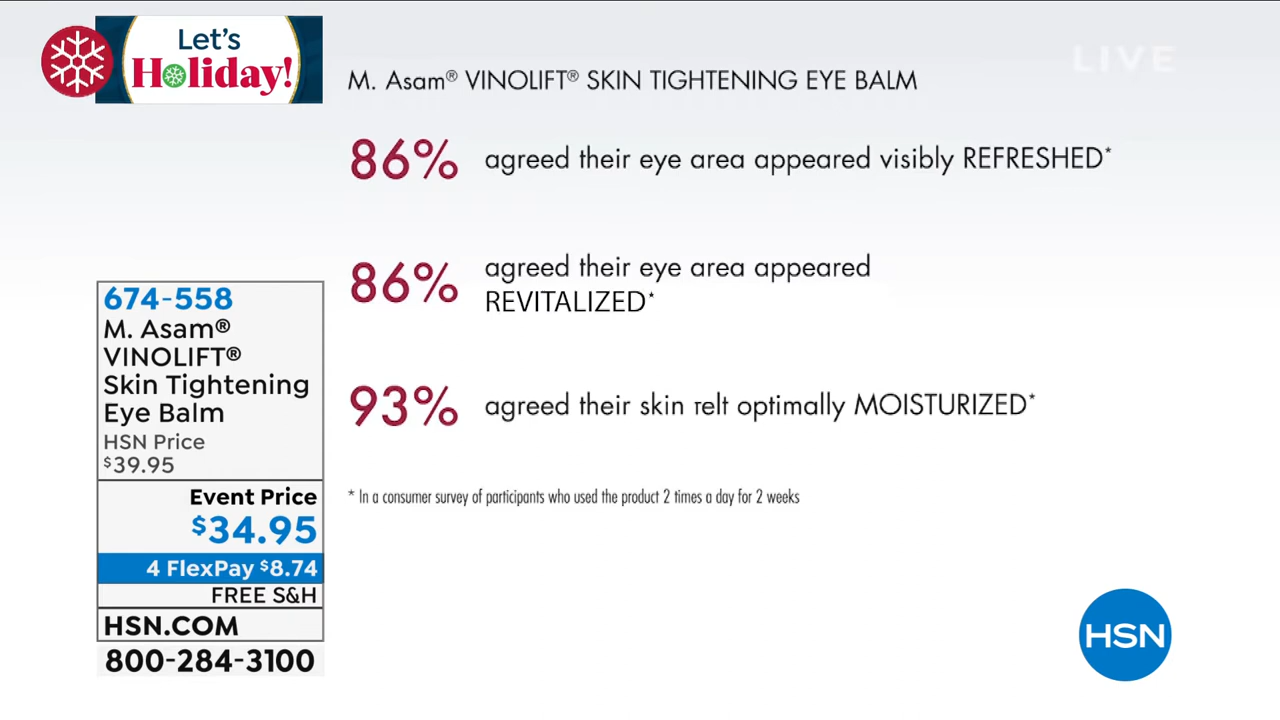 Let's
Holiday!
LIVE
M. Asam® VINOLIFT® SKIN TIGHTENING EYE BALM
86% agreed their eye area appeared visibly REFRESHED*
86% agreed their eye area appeared
REVITALIZED*
93% agreed their skin relt optimally MOISTURIZED*
* In a consumer survey of participants who used the product 2 times a day for 2 weeks
674-558
M. Asam®
VINOLIFT®
Skin Tightening
Eye Balm
HSN Price
$39.95
Event Price
$34.95
4 FlexPay $8.74
FREE S&H
HSN.COM
800-284-3100
HSN